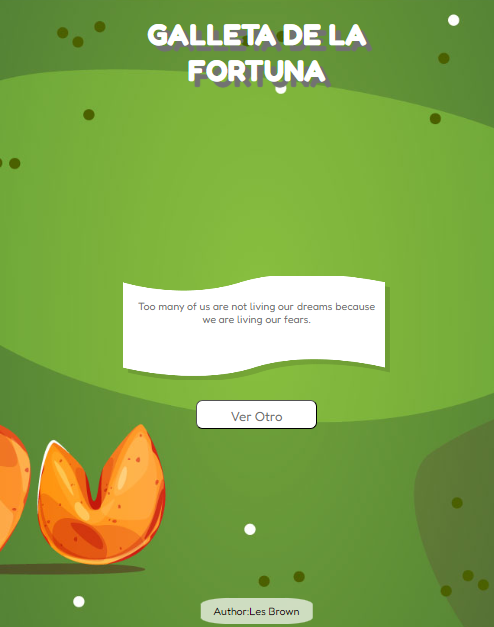 GALLETA DE LA
FORTUNA
Too many of us are not living our dreams because
we are living our fears.
Ver Otro
Author:Les Brown